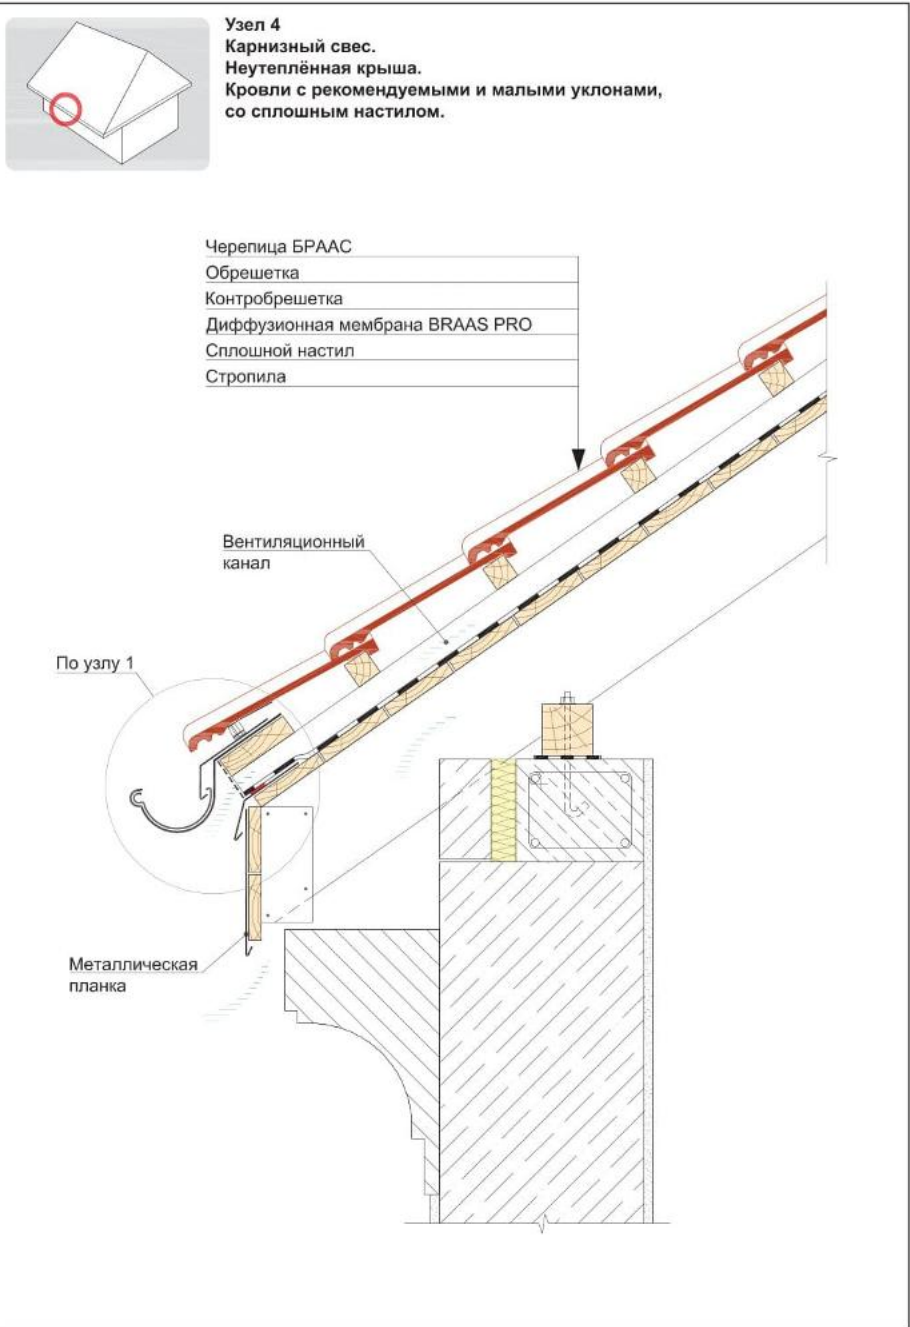 Узел 4
Карнизный свес.
Неутеплённая крыша.
Кровли с рекомендуемыми и малыми уклонами,
со сплошным настилом.
Черепица БРААС
Обрешетка
Контробрешетка
Диффузионная мембрана BRAAS PRO
Сплошной настил
Стропила
Вентиляционный
канал
По узлу 1
Металлическая
планка